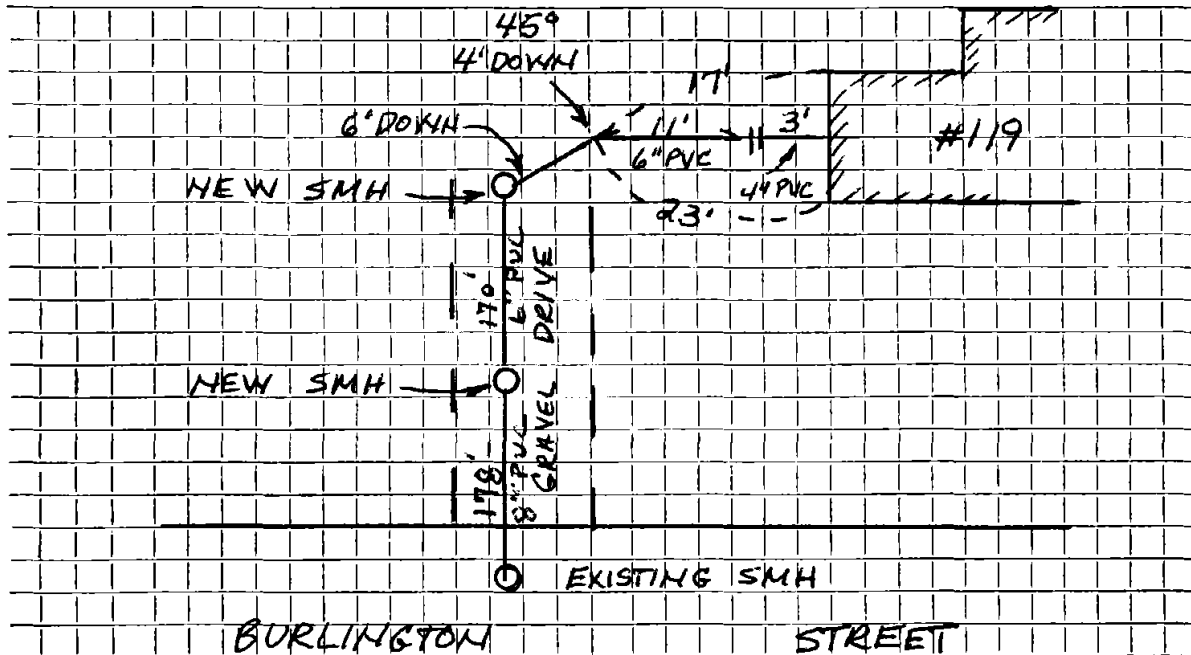 45°
4' DOWN
17'
6' DOWN
11'
3'
#119
6" PVC
4" PVC
NEW SMH
23'
170'
6" PVC
DRIVE
NEW SMH
178'
8" PVC
GRAVEL
EXISTING SMH
BURLINGTON STREET